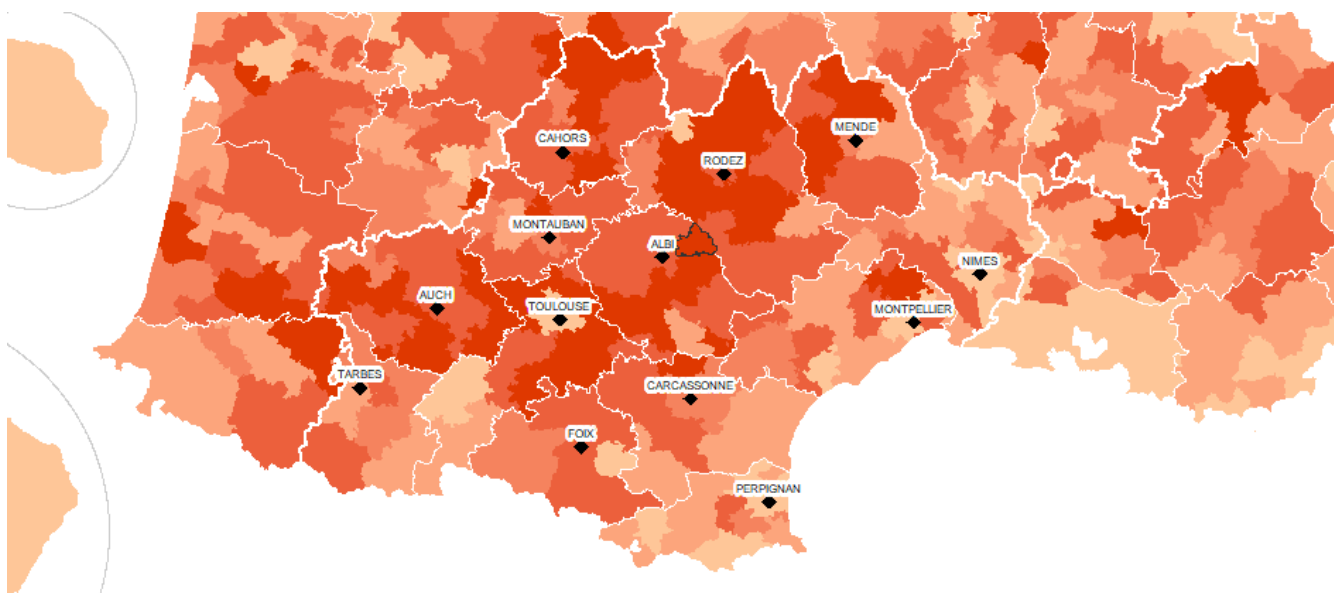 MENDE
CAHORS
RODEZ
MONTAUBAN
ALBI
NIMES
AUCH
TOULOUSE
MONTPELLIER
TARBES
CARCASSONNE
FOIX
PERPIGNAN